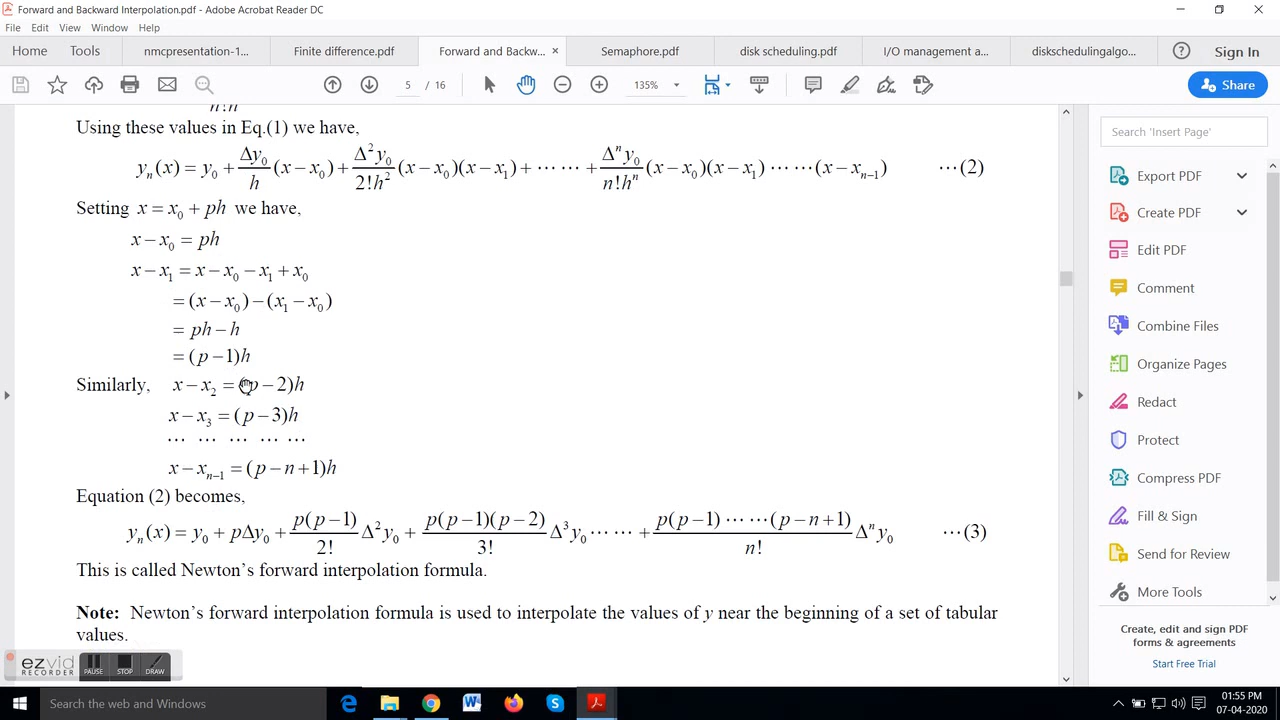 Forward and Backward Interpolation.pdf - Adobe Acrobat Reader DC
File Edit View Window Help
Home Tools nmcpresentation-1... Finite difference.pdf Forward and Backw... × Semaphore.pdf disk scheduling.pdf I/O management a... diskschedulingalgo... Sign In
5 / 16 135% Share
n!h
Using these values in Eq.(1) we have,
yₙ(x) = y₀ + Δy₀/h (x − x₀) + Δ²y₀/2!h² (x − x₀)(x − x₁) + ⋯ ⋯ + Δⁿy₀/n!hⁿ (x − x₀)(x − x₁) ⋯ ⋯ (x − xₙ₋₁) ⋯(2)
Setting x = x₀ + ph we have,
x − x₀ = ph
x − x₁ = x − x₀ − x₁ + x₀
= (x − x₀) − (x₁ − x₀)
= ph − h
= (p − 1)h
Similarly, x − x₂ = (p − 2)h
x − x₃ = (p − 3)h
⋯ ⋯ ⋯ ⋯ ⋯
x − xₙ₋₁ = (p − n + 1)h
Equation (2) becomes,
yₙ(x) = y₀ + pΔy₀ + p(p − 1)/2! Δ²y₀ + p(p − 1)(p − 2)/3! Δ³y₀ ⋯ ⋯ + p(p − 1) ⋯ ⋯ (p − n + 1)/n! Δⁿy₀ ⋯(3)
This is called Newton's forward interpolation formula.
Note: Newton's forward interpolation formula is used to interpolate the values of y near the beginning of a set of tabular
values.
Search 'Insert Page'
Export PDF
Create PDF
Edit PDF
Comment
Combine Files
Organize Pages
Redact
Protect
Compress PDF
Fill & Sign
Send for Review
More Tools
Create, edit and sign PDF
forms & agreements
Start Free Trial
ezvid
RECORDER
PAUSE STOP DRAW
Search the web and Windows
01:55 PM
07-04-2020